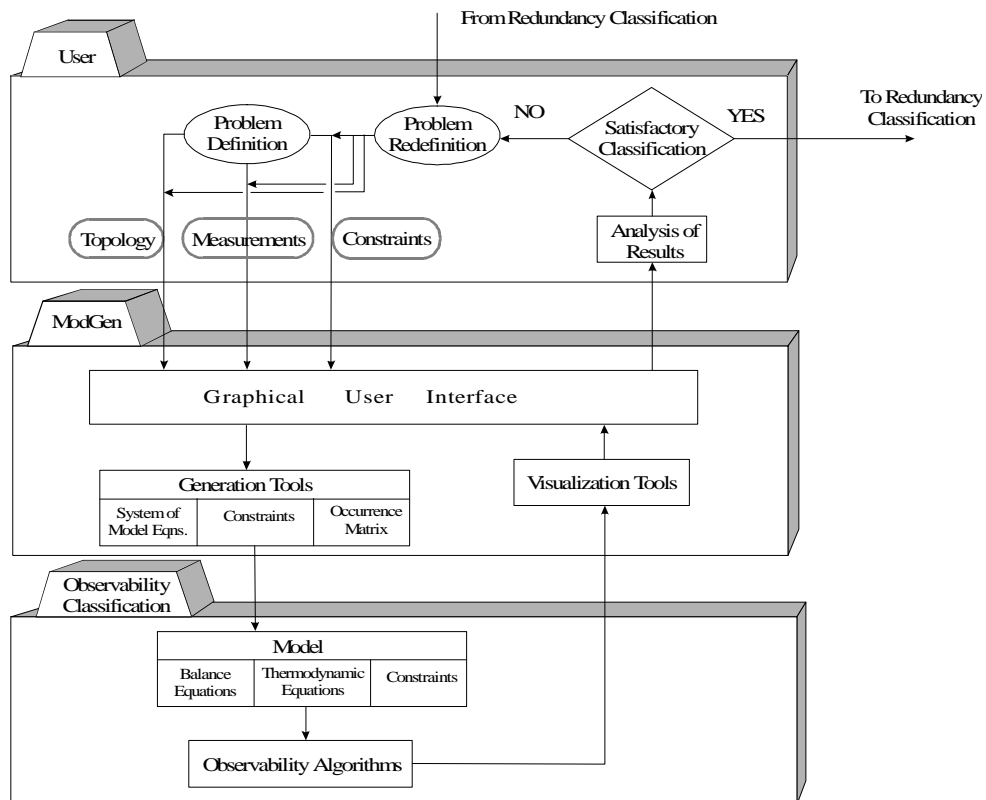 From Redundancy Classification
User
To Redundancy
Classification
NO
YES
Problem
Definition
Problem
Redefinition
Satisfactory
Classification
Topology
Measurements
Constraints
Analysis of
Results
ModGen
Graphical User Interface
Generation Tools
System of
Model Eqns.
Constraints
Occurrence
Matrix
Visualization Tools
Observability
Classification
Model
Balance
Equations
Thermodynamic
Equations
Constraints
Observability Algorithms